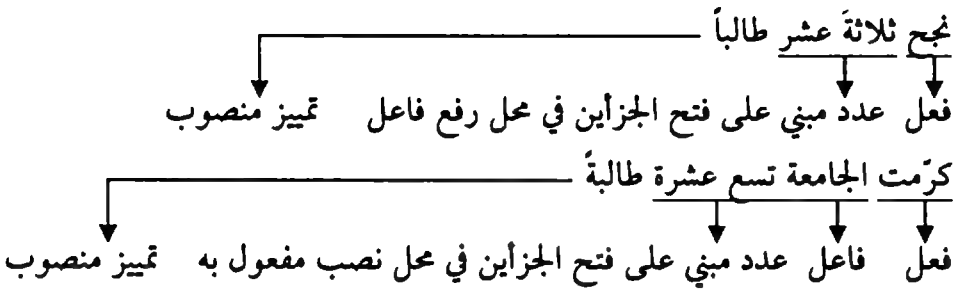 نجح ثلاثةَ عشر طالباً
فعل عدد مبني على فتح الجزأين في محل رفع فاعل تمييز منصوب
كرّمت الجامعة تسع عشرة طالبةً
فعل فاعل عدد مبني على فتح الجزأين في محل نصب مفعول به تمييز منصوب